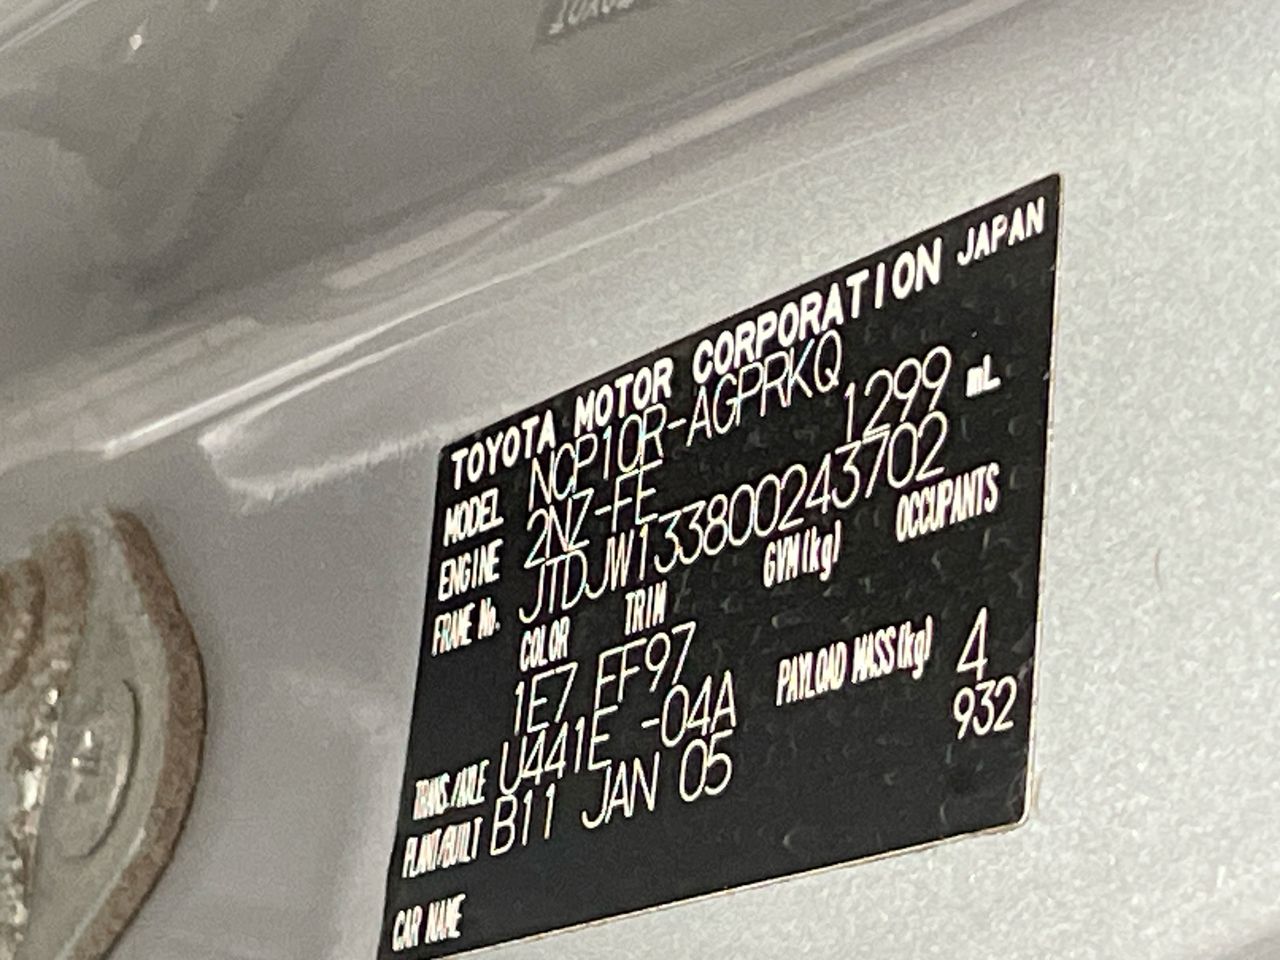 TOYOTA MOTOR CORPORATION JAPAN
MODEL NCP10R-AGPRKQ
ENGINE 2NZ-FE 1299 mL
FRAME No. JTDJW133800243702
COLOR TRIM GVM(kg) OCCUPANTS
1E7 FF97 4
TRANS./AXLE U441E -04A PAYLOAD MASS(kg) 932
PLANT/BUILT B11 JAN 05
CAR NAME